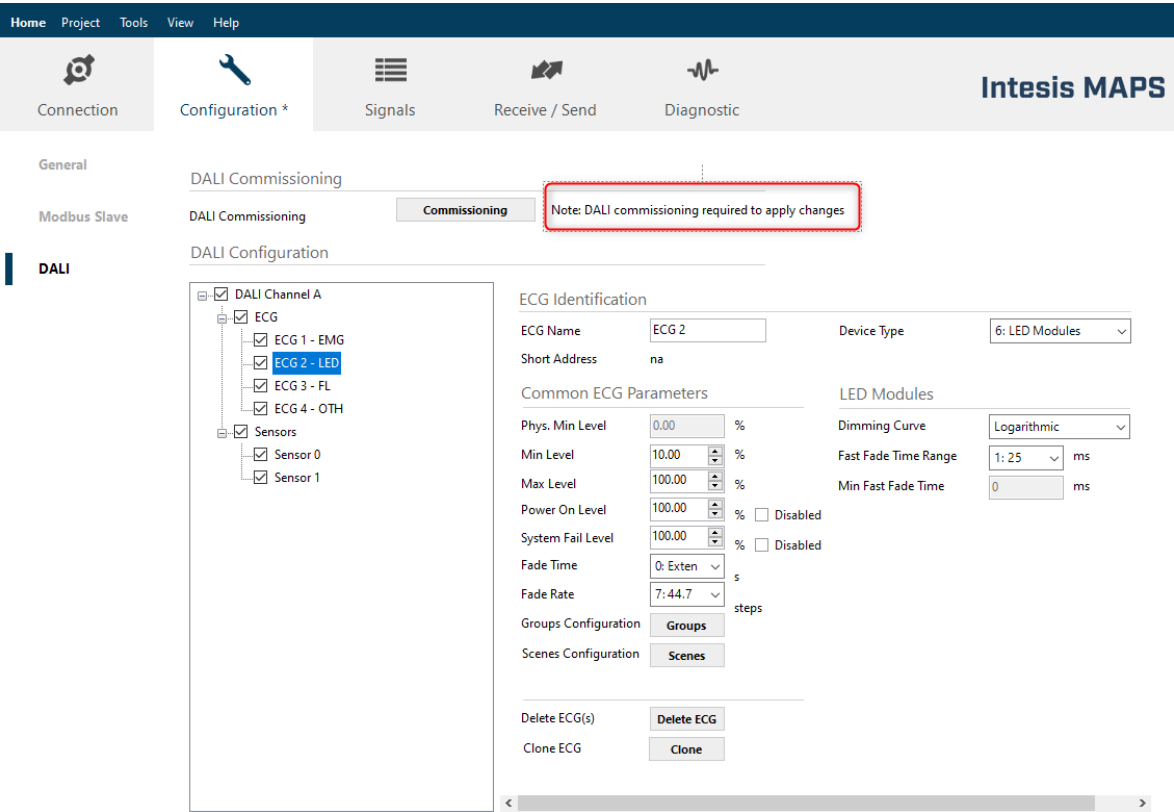 Home Project Tools View Help
Connection
Configuration *
Signals
Receive / Send
Diagnostic
Intesis MAPS
General
Modbus Slave
DALI
DALI Commissioning
DALI Commissioning
Commissioning
Note: DALI commissioning required to apply changes
DALI Configuration
DALI Channel A
ECG
ECG 1 - EMG
ECG 2 - LED
ECG 3 - FL
ECG 4 - OTH
Sensors
Sensor 0
Sensor 1
ECG Identification
ECG Name ECG 2
Device Type 6: LED Modules
Short Address na
Common ECG Parameters
Phys. Min Level 0.00 %
Min Level 10.00 %
Max Level 100.00 %
Power On Level 100.00 % Disabled
System Fail Level 100.00 % Disabled
Fade Time 0: Exten s
Fade Rate 7: 44.7 steps
Groups Configuration Groups
Scenes Configuration Scenes
LED Modules
Dimming Curve Logarithmic
Fast Fade Time Range 1: 25 ms
Min Fast Fade Time 0 ms
Delete ECG(s) Delete ECG
Clone ECG Clone